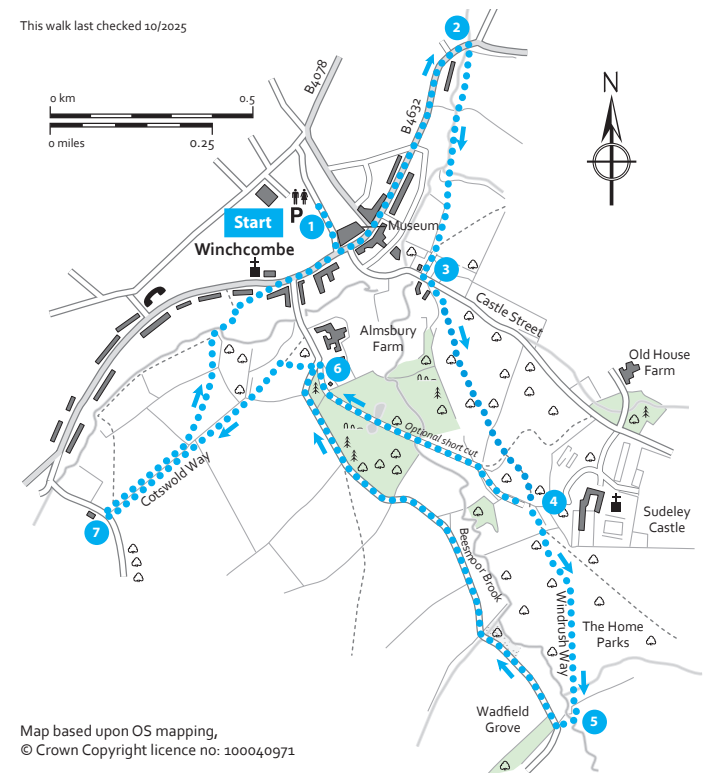 This walk last checked 10/2025
2
B4078
0 km
0.5
N
B4632
0 miles
0.25
P
Start
1
Museum
Winchcombe
3
Castle Street
Almsbury
Farm
Old House
Farm
6
Optional short cut
Cotswold Way
4
Sudeley
Castle
7
Beesmoor Brook
Windrush Way
The Home
Parks
Wadfield
Grove
5
Map based upon OS mapping,
© Crown Copyright licence no: 100040971